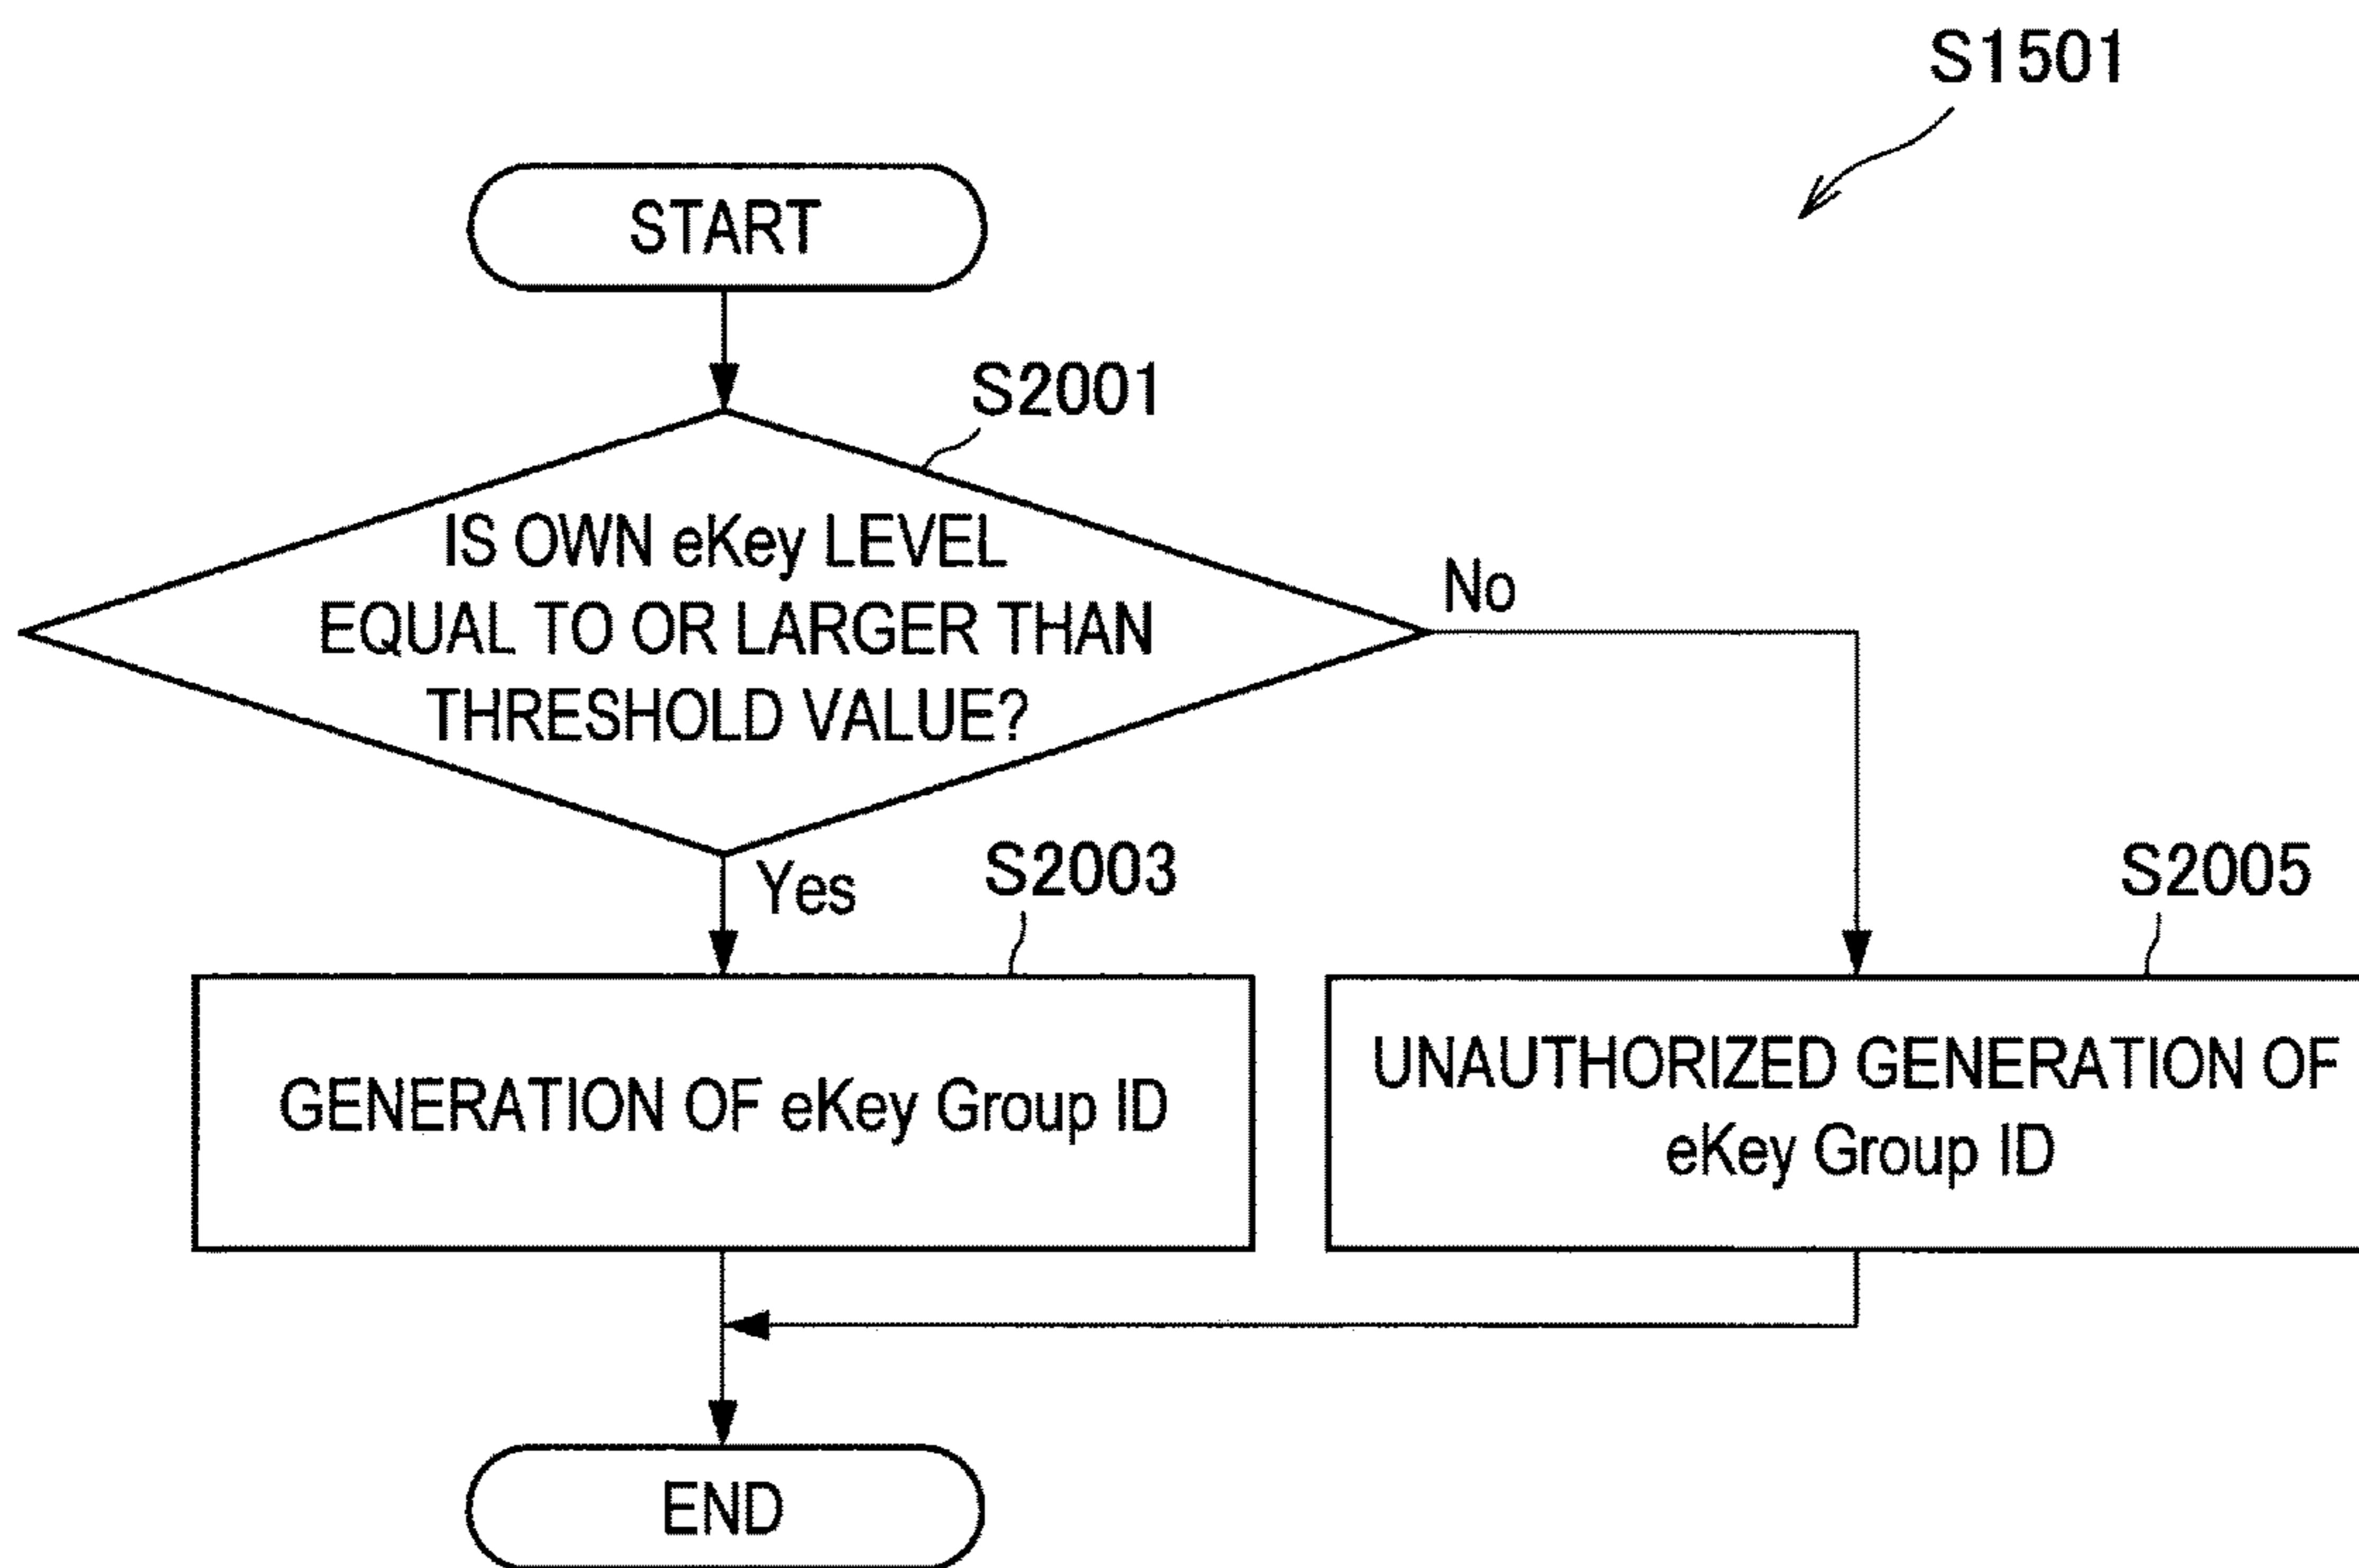 S1501
START
S2001
IS OWN eKey LEVEL
EQUAL TO OR LARGER THAN
THRESHOLD VALUE?
No
Yes
S2003
S2005
GENERATION OF eKey Group ID
UNAUTHORIZED GENERATION OF
eKey Group ID
END